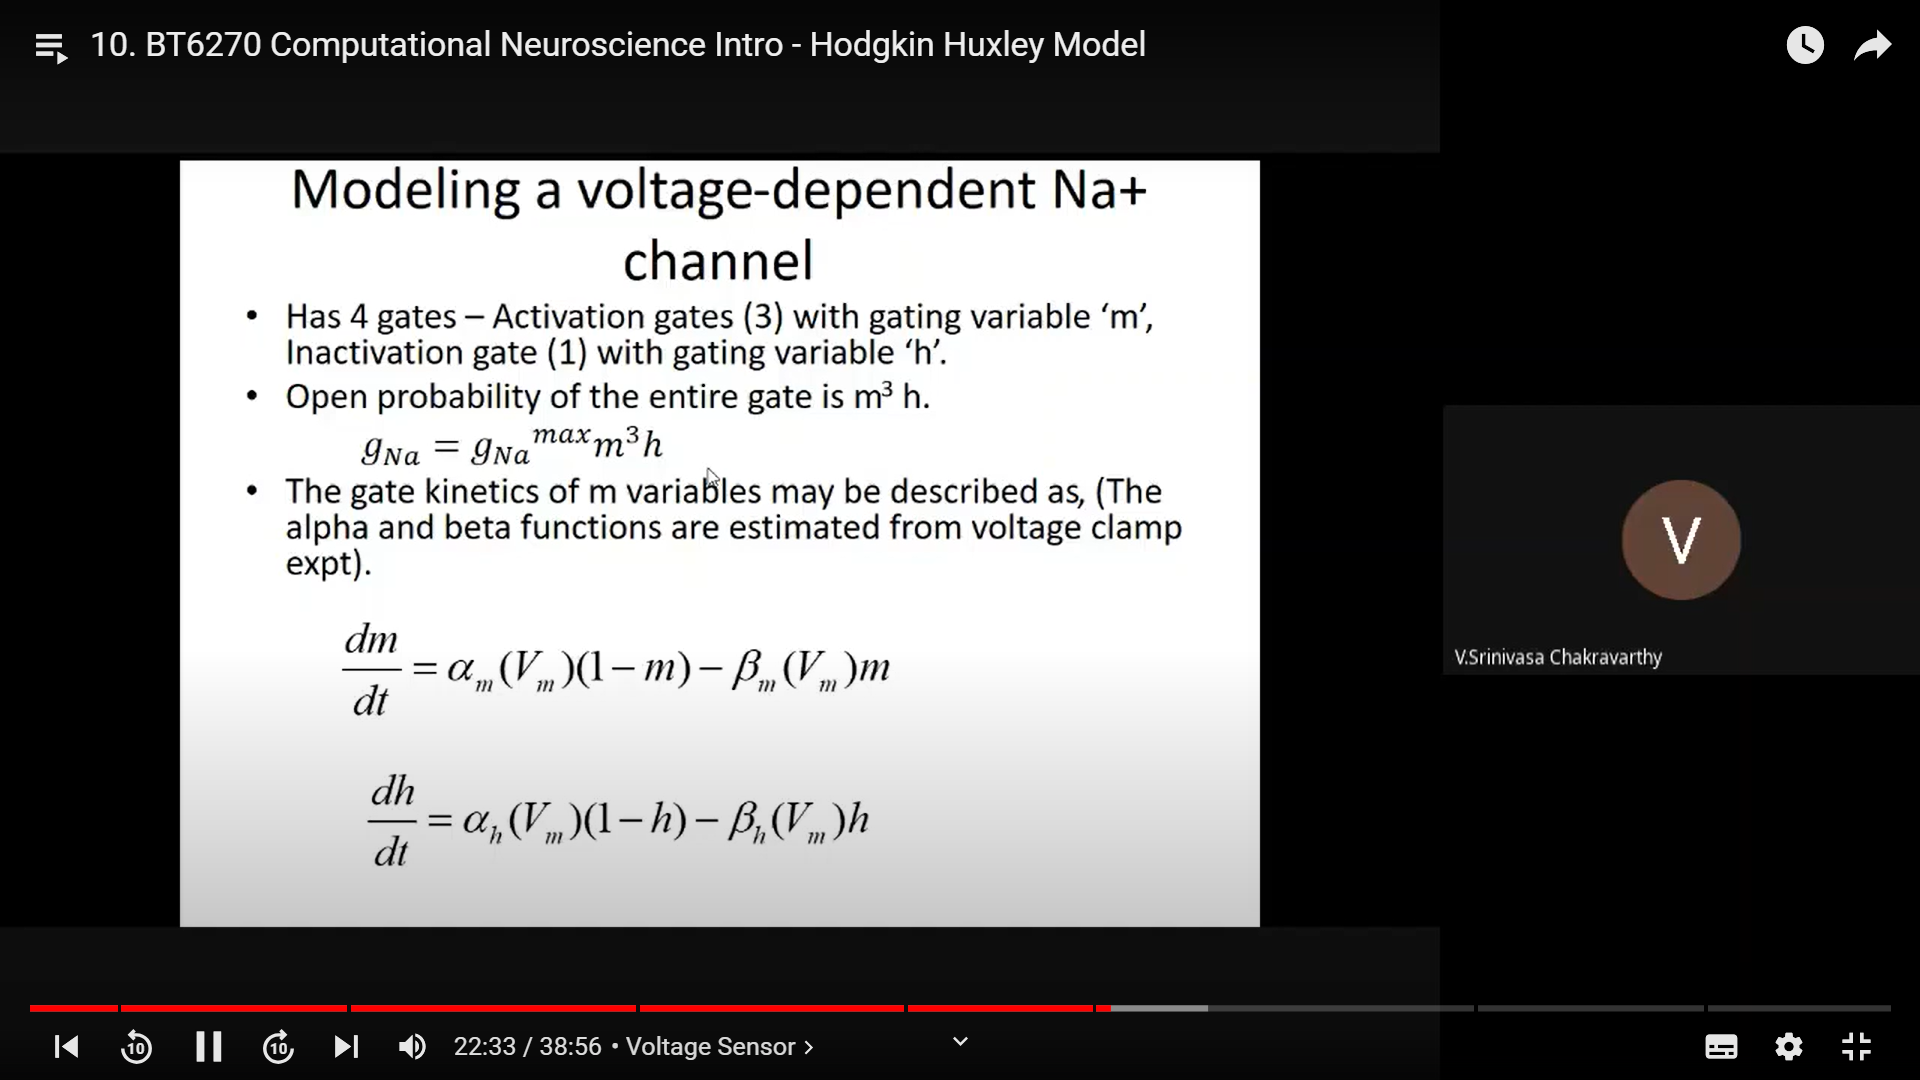 10. BT6270 Computational Neuroscience Intro - Hodgkin Huxley Model
Modeling a voltage-dependent Na+
channel
• Has 4 gates – Activation gates (3) with gating variable ‘m’,
Inactivation gate (1) with gating variable ‘h’.
• Open probability of the entire gate is m³ h.
g_Na = g_Na^max m³h
• The gate kinetics of m variables may be described as, (The
alpha and beta functions are estimated from voltage clamp
expt).
dm/dt = α_m (V_m)(1 − m) − β_m (V_m)m
dh/dt = α_h (V_m)(1 − h) − β_h (V_m)h
V
V.Srinivasa Chakravarthy
10
10
22:33 / 38:56 • Voltage Sensor ›